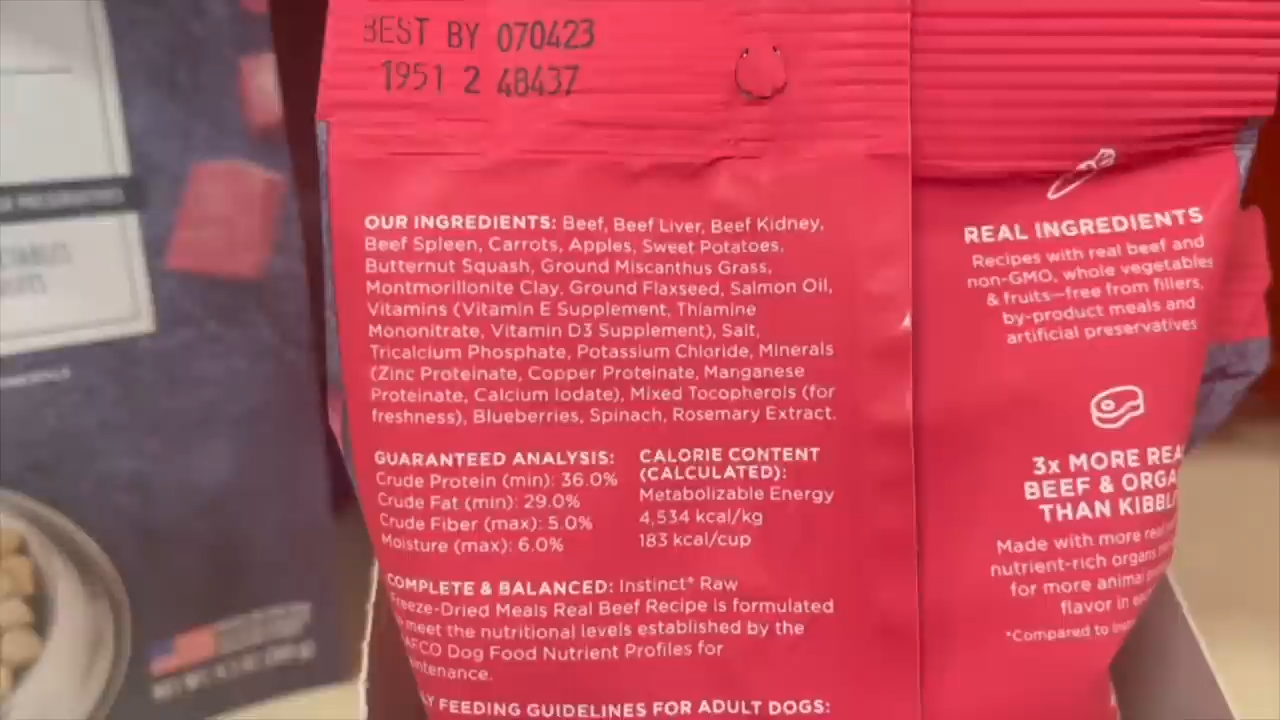 BEST BY 070423
1951 2 48437
OUR INGREDIENTS: Beef, Beef Liver, Beef Kidney,
Beef Spleen, Carrots, Apples, Sweet Potatoes,
Butternut Squash, Ground Miscanthus Grass,
Montmorillonite Clay, Ground Flaxseed, Salmon Oil,
Vitamins (Vitamin E Supplement, Thiamine
Mononitrate, Vitamin D3 Supplement), Salt,
Tricalcium Phosphate, Potassium Chloride, Minerals
(Zinc Proteinate, Copper Proteinate, Manganese
Proteinate, Calcium Iodate), Mixed Tocopherols (for
freshness), Blueberries, Spinach, Rosemary Extract.
GUARANTEED ANALYSIS:
Crude Protein (min): 36.0%
Crude Fat (min): 29.0%
Crude Fiber (max): 5.0%
Moisture (max): 6.0%
CALORIE CONTENT
(CALCULATED):
Metabolizable Energy
4,534 kcal/kg
183 kcal/cup
COMPLETE & BALANCED: Instinct® Raw
Freeze-Dried Meals Real Beef Recipe is formulated
meet the nutritional levels established by the
AFCO Dog Food Nutrient Profiles for
ntenance.
Y FEEDING GUIDELINES FOR ADULT DOGS:
REAL INGREDIENTS
Recipes with real beef and
non-GMO, whole vegetables
& fruits—free from fillers,
by-product meals and
artificial preservatives
3x MORE REA
BEEF & ORGA
THAN KIBBL
Made with more real
nutrient-rich organs
for more animal
flavor in
*Compared to